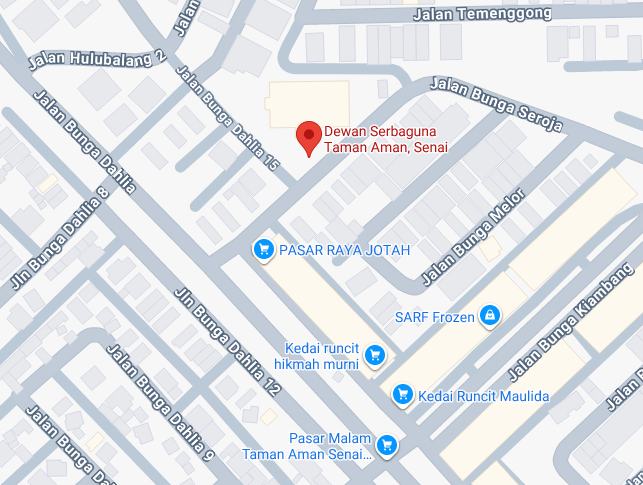 Jalan Temenggong
Jalan
Jalan Hulubalang 2
Jalan Bunga Seroja
Jalan Bunga Dahlia
Jalan Bunga Dahlia 15
Dewan Serbaguna
Taman Aman, Senai
Jln Bunga Dahlia 8
Jalan Bunga Melor
PASAR RAYA JOTAH
Jalan Bunga Kiambang
SARF Frozen
Jln Bunga Dahlia 12
Kedai runcit
hikmah murni
Jalan Bunga Dahlia 9
Kedai Runcit Maulida
Jalan
Jalan Bunga Da
Pasar Malam
Taman Aman Senai...